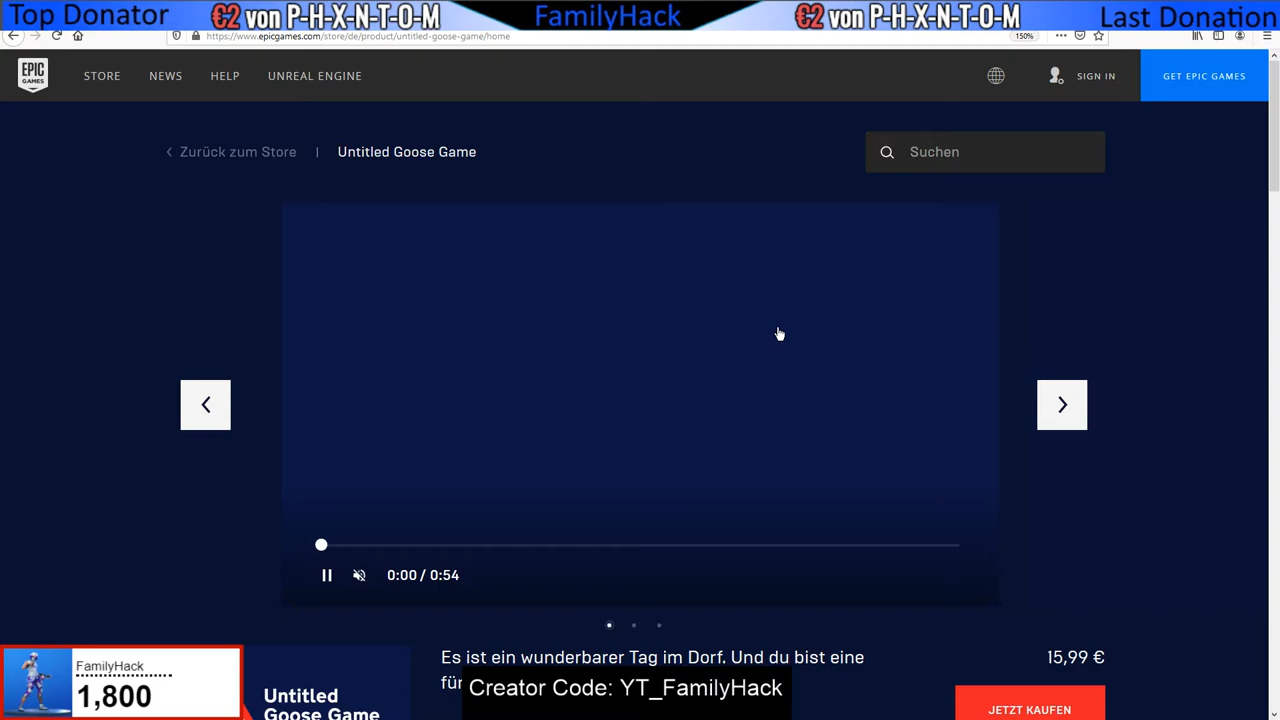 Top Donator €2 von P-H-X-N-T-O-M FamilyHack €2 von P-H-X-N-T-O-M Last Donation
https://www.epicgames.com/store/de/product/untitled-goose-game/home 150%
EPIC GAMES STORE NEWS HELP UNREAL ENGINE SIGN IN GET EPIC GAMES
Zurück zum Store | Untitled Goose Game Suchen
0:00 / 0:54
Es ist ein wunderbarer Tag im Dorf. Und du bist eine 15,99 €
Creator Code: YT_FamilyHack
JETZT KAUFEN
FamilyHack
1,800
Untitled
Goose Game